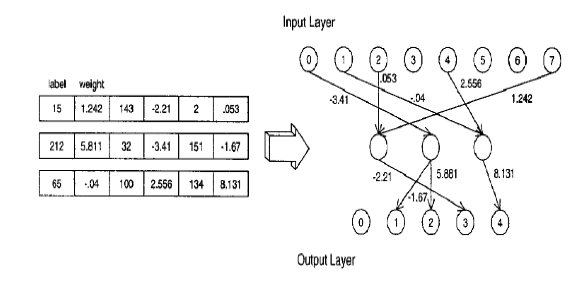 Input Layer
0 1 2 3 4 5 6 7
label weight
.053 2.556
-3.41 -.04 1.242
15 1.242 143 -2.21 2 .053
212 5.811 32 -3.41 151 -1.67
65 -.04 100 2.556 134 8.131
-2.21 5.881 8.131
-1.67
0 1 2 3 4
Output Layer